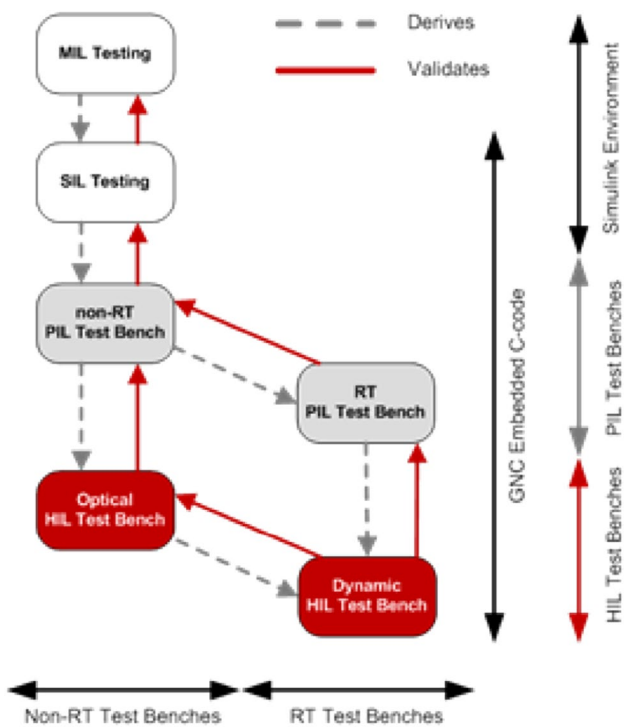 MIL Testing
Derives
Validates
SIL Testing
non-RT
PIL Test Bench
RT
PIL Test Bench
Optical
HIL Test Bench
Dynamic
HIL Test Bench
GNC Embedded C-code
Simulink Environment
PIL Test Benches
HIL Test Benches
Non-RT Test Benches
RT Test Benches